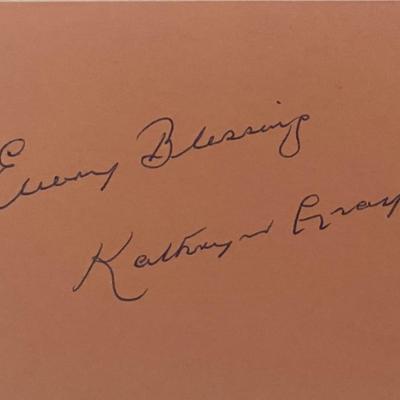 Every Blessing
Kathryn Gray